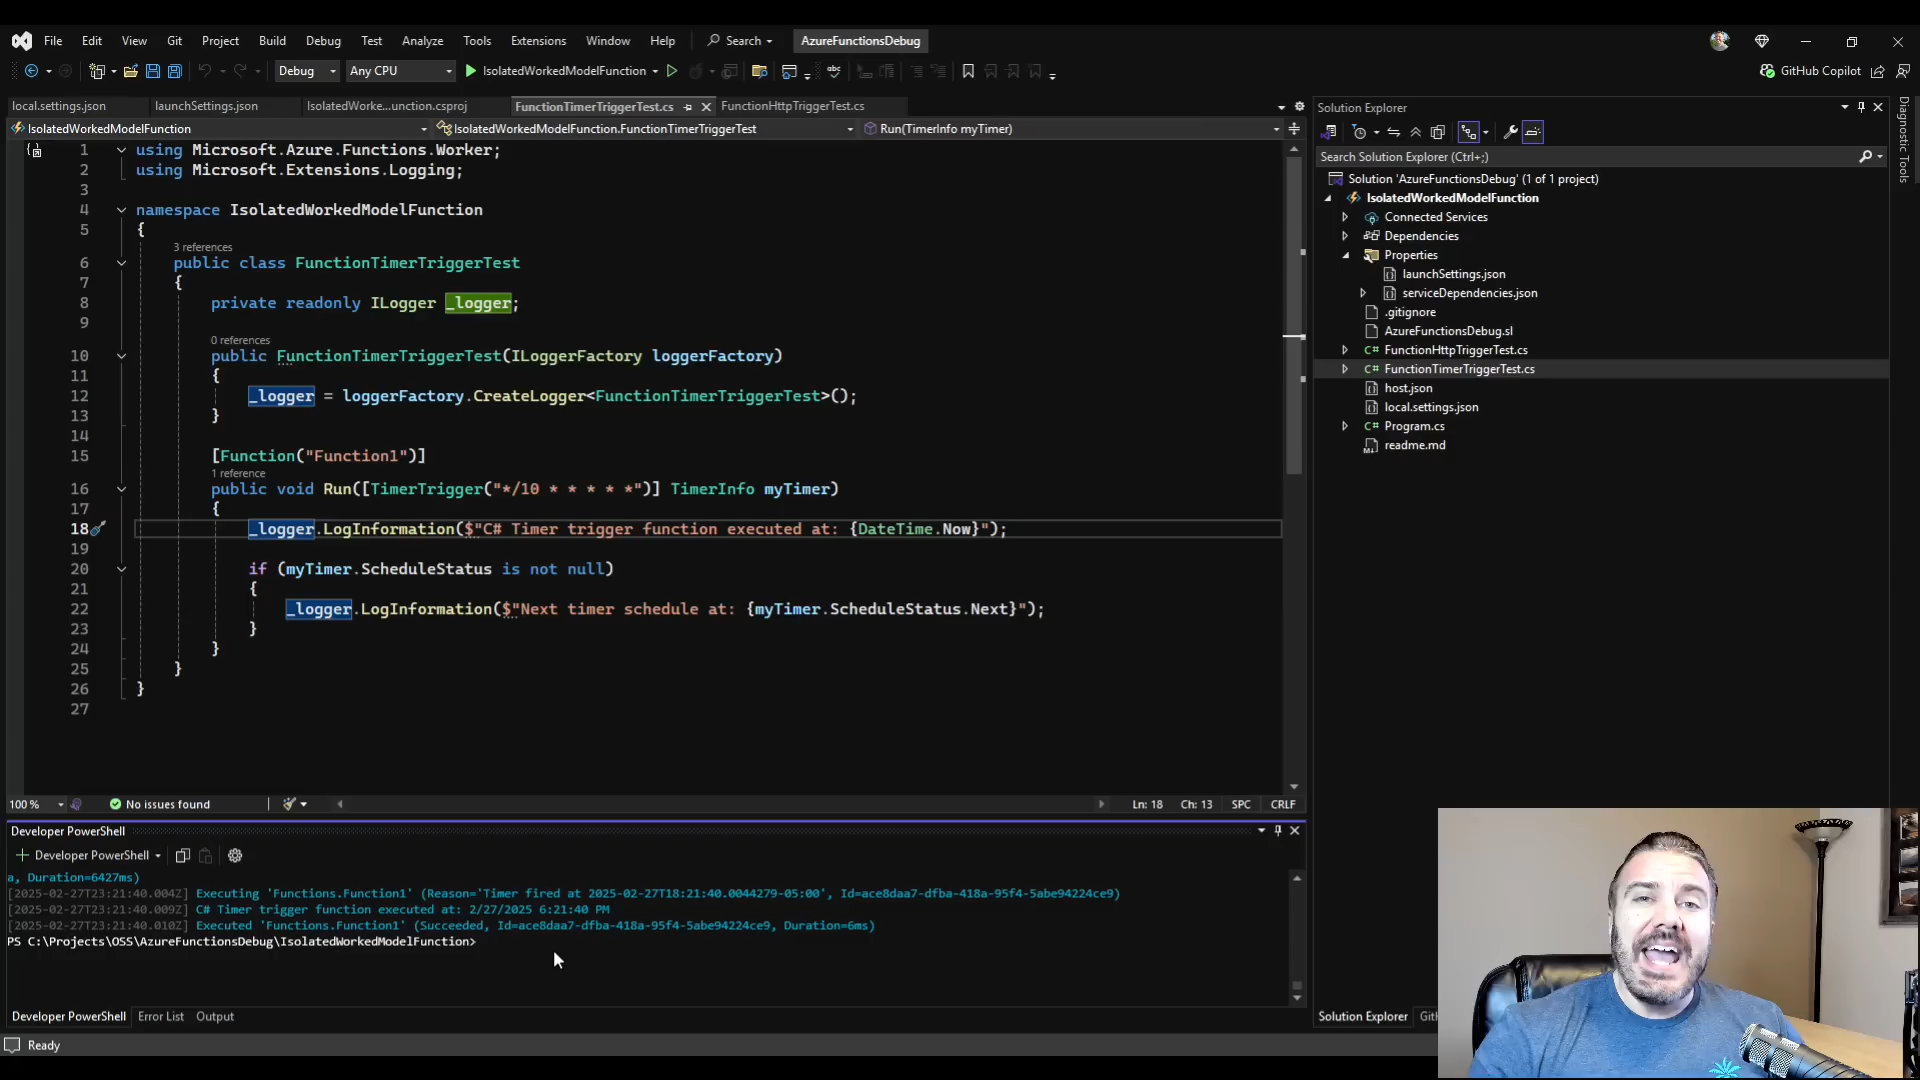 File Edit View Git Project Build Debug Test Analyze Tools Extensions Window Help Search AzureFunctionsDebug
Debug Any CPU IsolatedWorkedModelFunction GitHub Copilot
local.settings.json launchSettings.json IsolatedWorke...unction.csproj FunctionTimerTriggerTest.cs FunctionHttpTriggerTest.cs
IsolatedWorkedModelFunction IsolatedWorkedModelFunction.FunctionTimerTriggerTest Run(TimerInfo myTimer)
1 using Microsoft.Azure.Functions.Worker;
2 using Microsoft.Extensions.Logging;
3
4 namespace IsolatedWorkedModelFunction
5 {
3 references
6 public class FunctionTimerTriggerTest
7 {
8 private readonly ILogger _logger;
9
0 references
10 public FunctionTimerTriggerTest(ILoggerFactory loggerFactory)
11 {
12 _logger = loggerFactory.CreateLogger<FunctionTimerTriggerTest>();
13 }
14
15 [Function("Function1")]
1 reference
16 public void Run([TimerTrigger("*/10 * * * * *")] TimerInfo myTimer)
17 {
18 _logger.LogInformation($"C# Timer trigger function executed at: {DateTime.Now}");
19
20 if (myTimer.ScheduleStatus is not null)
21 {
22 _logger.LogInformation($"Next timer schedule at: {myTimer.ScheduleStatus.Next}");
23 }
24 }
25 }
26 }
27
100 % No issues found Ln: 18 Ch: 13 SPC CRLF
Developer PowerShell
Developer PowerShell
a, Duration=6427ms)
[2025-02-27T23:21:40.004Z] Executing 'Functions.Function1' (Reason='Timer fired at 2025-02-27T18:21:40.0044279-05:00', Id=ace8daa7-dfba-418a-95f4-5abe94224ce9)
[2025-02-27T23:21:40.009Z] C# Timer trigger function executed at: 2/27/2025 6:21:40 PM
[2025-02-27T23:21:40.010Z] Executed 'Functions.Function1' (Succeeded, Id=ace8daa7-dfba-418a-95f4-5abe94224ce9, Duration=6ms)
PS C:\Projects\OSS\AzureFunctionsDebug\IsolatedWorkedModelFunction>
Developer PowerShell Error List Output
Ready
Solution Explorer
Search Solution Explorer (Ctrl+;)
Solution 'AzureFunctionsDebug' (1 of 1 project)
IsolatedWorkedModelFunction
Connected Services
Dependencies
Properties
launchSettings.json
serviceDependencies.json
.gitignore
AzureFunctionsDebug.sl
C# FunctionHttpTriggerTest.cs
C# FunctionTimerTriggerTest.cs
host.json
local.settings.json
C# Program.cs
readme.md
Solution Explorer
Diagnostic Tools